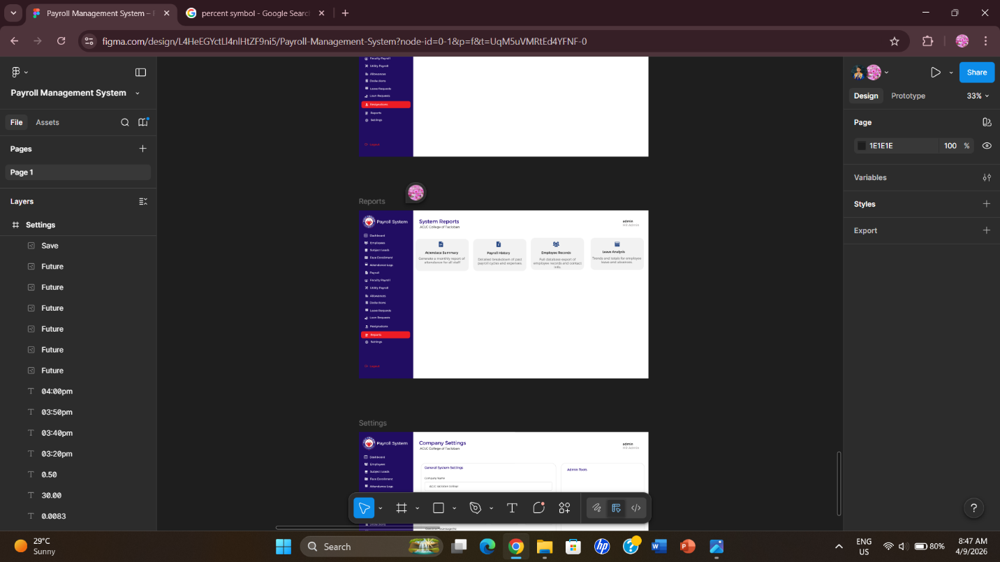 Payroll Management System – F
percent symbol - Google Searc
figma.com/design/L4HeEGYctLl4nlHtZF9ni5/Payroll-Management-System?node-id=0-1&p=f&t=UqM5uVMRtEd4YFNF-0
Payroll Management System
File
Assets
Pages
Page 1
Layers
Settings
Save
Future
Future
Future
Future
Future
Future
04:00pm
03:50pm
03:40pm
03:20pm
0.50
30.00
0.0083
Faculty Payroll
Utility Payroll
Allowances
Deductions
Leave Requests
Loan Requests
Resignations
Reports
Settings
Logout
Reports
Payroll System
Dashboard
Employees
Subject Loads
Face Enrollment
Attendance Logs
Payroll
Faculty Payroll
Utility Payroll
Allowances
Deductions
Leave Requests
Loan Requests
Resignations
Reports
Settings
Logout
System Reports
ACLC College of Tacloban
admin
HR Admin
Attendace Summary
Generate a monthly report of
attendance for all staff.
Payroll History
Detailed breakdown of past
payroll cycles and expenses.
Employee Records
Full database export of
employee records and contact
info.
Leave Analysis
Trends and totals for employee
leave and absences.
Settings
Payroll System
Dashboard
Employees
Subject Loads
Face Enrollment
Attendance Logs
Company Settings
ACLC College of Tacloban
admin
HR Admin
General System Settings
Company Name
ACLC Tacloban College
Admin Tools
Share
Design
Prototype
33%
Page
1E1E1E
100
%
Variables
Styles
Export
?
29°C
Sunny
Search
ENG
US
80%
8:47 AM
4/9/2026